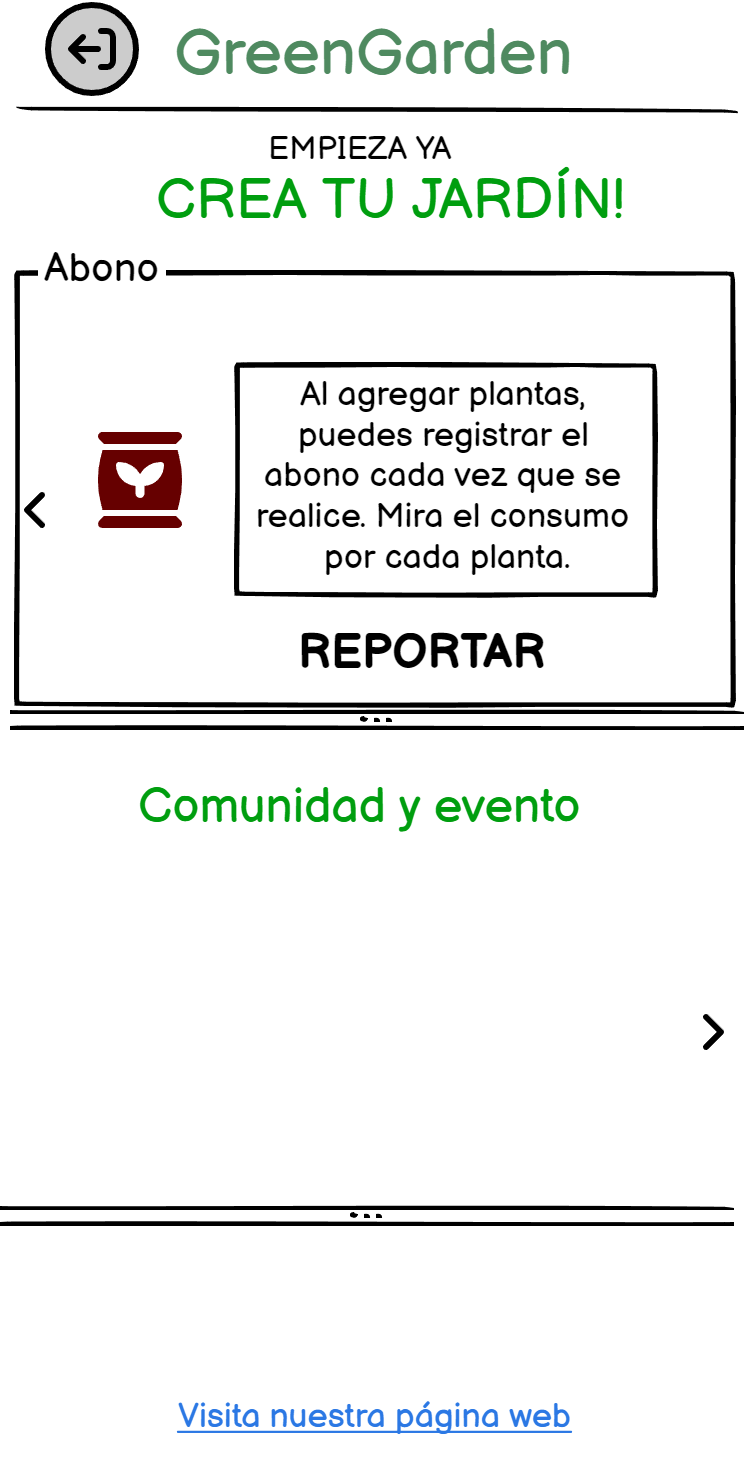 GreenGarden
EMPIEZA YA
CREA TU JARDÍN!
Abono
Al agregar plantas,
puedes registrar el
abono cada vez que se
realice. Mira el consumo
por cada planta.
REPORTAR
Comunidad y evento
Visita nuestra página web